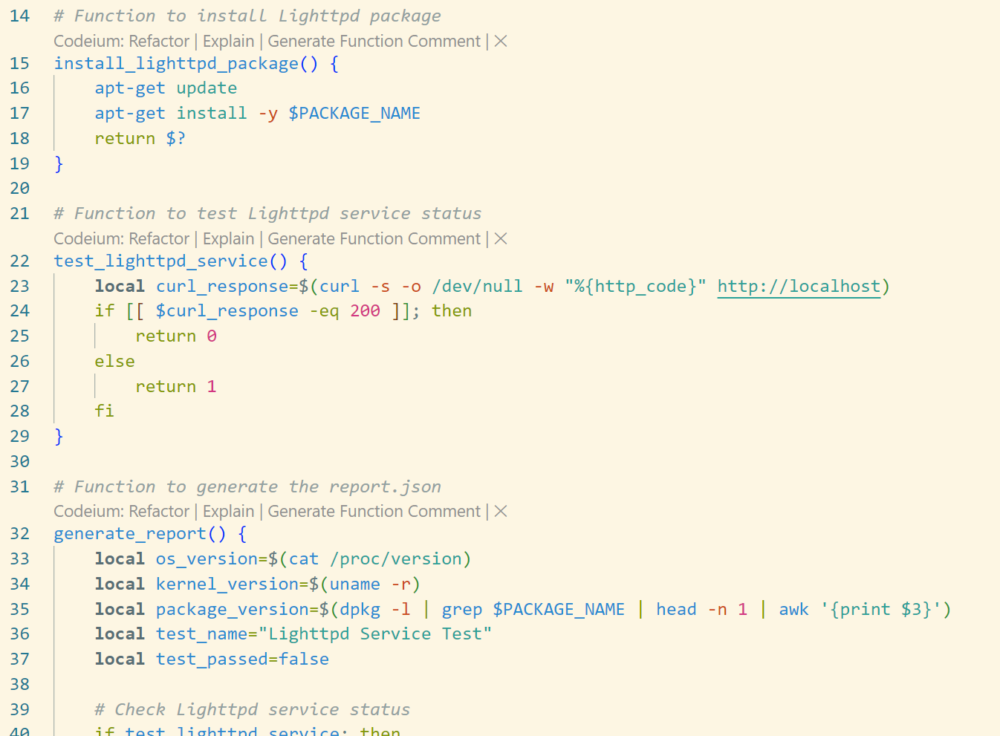 14 # Function to install Lighttpd package
Codeium: Refactor | Explain | Generate Function Comment | ×
15 install_lighttpd_package() {
16     apt-get update
17     apt-get install -y $PACKAGE_NAME
18     return $?
19 }
20
21 # Function to test Lighttpd service status
Codeium: Refactor | Explain | Generate Function Comment | ×
22 test_lighttpd_service() {
23     local curl_response=$(curl -s -o /dev/null -w "%{http_code}" http://localhost)
24     if [[ $curl_response -eq 200 ]]; then
25         return 0
26     else
27         return 1
28     fi
29 }
30
31 # Function to generate the report.json
Codeium: Refactor | Explain | Generate Function Comment | ×
32 generate_report() {
33     local os_version=$(cat /proc/version)
34     local kernel_version=$(uname -r)
35     local package_version=$(dpkg -l | grep $PACKAGE_NAME | head -n 1 | awk '{print $3}')
36     local test_name="Lighttpd Service Test"
37     local test_passed=false
38
39     # Check Lighttpd service status
40     if test_lighttpd_service; then